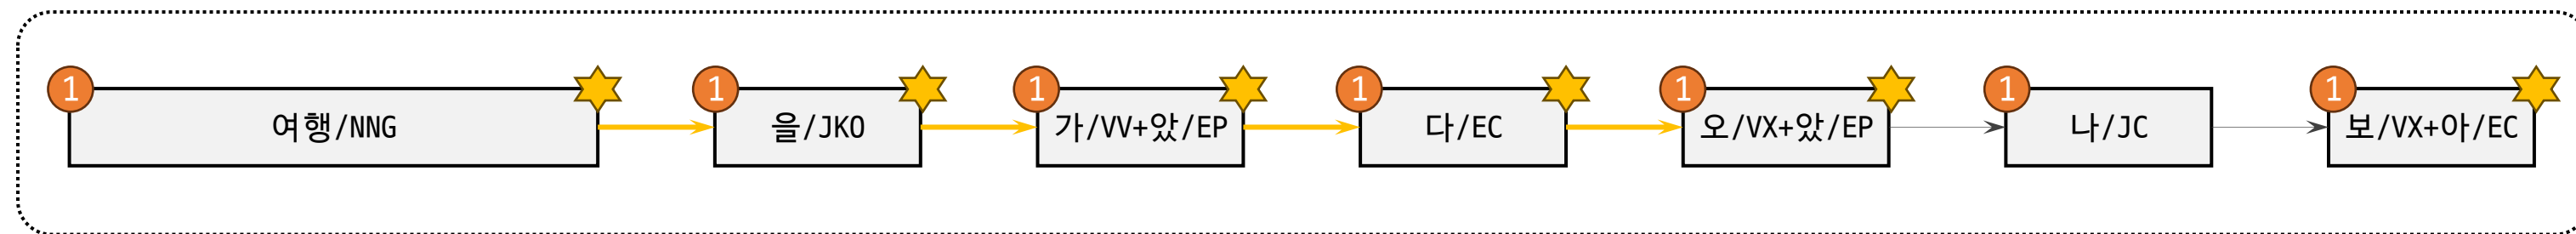 1 여행/NNG 1 을/JKO 1 가/VV+았/EP 1 다/EC 1 오/VX+았/EP 1 나/JC 1 보/VX+아/EC